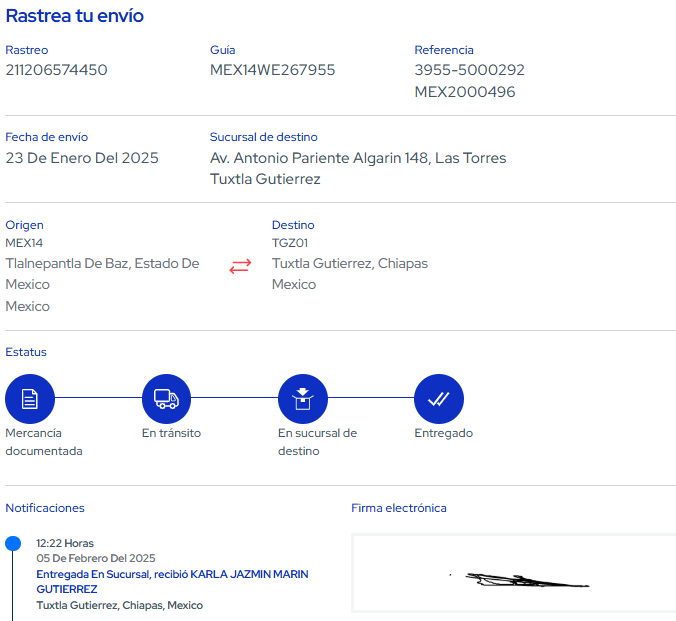 Rastrea tu envío
Rastreo
211206574450
Guía
MEX14WE267955
Referencia
3955-5000292
MEX2000496
Fecha de envío
23 De Enero Del 2025
Sucursal de destino
Av. Antonio Pariente Algarin 148, Las Torres
Tuxtla Gutierrez
Origen
MEX14
Tlalnepantla De Baz, Estado De
Mexico
Mexico
Destino
TGZ01
Tuxtla Gutierrez, Chiapas
Mexico
Estatus
Mercancía
documentada
En tránsito
En sucursal de
destino
Entregado
Notificaciones
12:22 Horas
05 De Febrero Del 2025
Entregada En Sucursal, recibió KARLA JAZMIN MARIN
GUTIERREZ
Tuxtla Gutierrez, Chiapas, Mexico
Firma electrónica